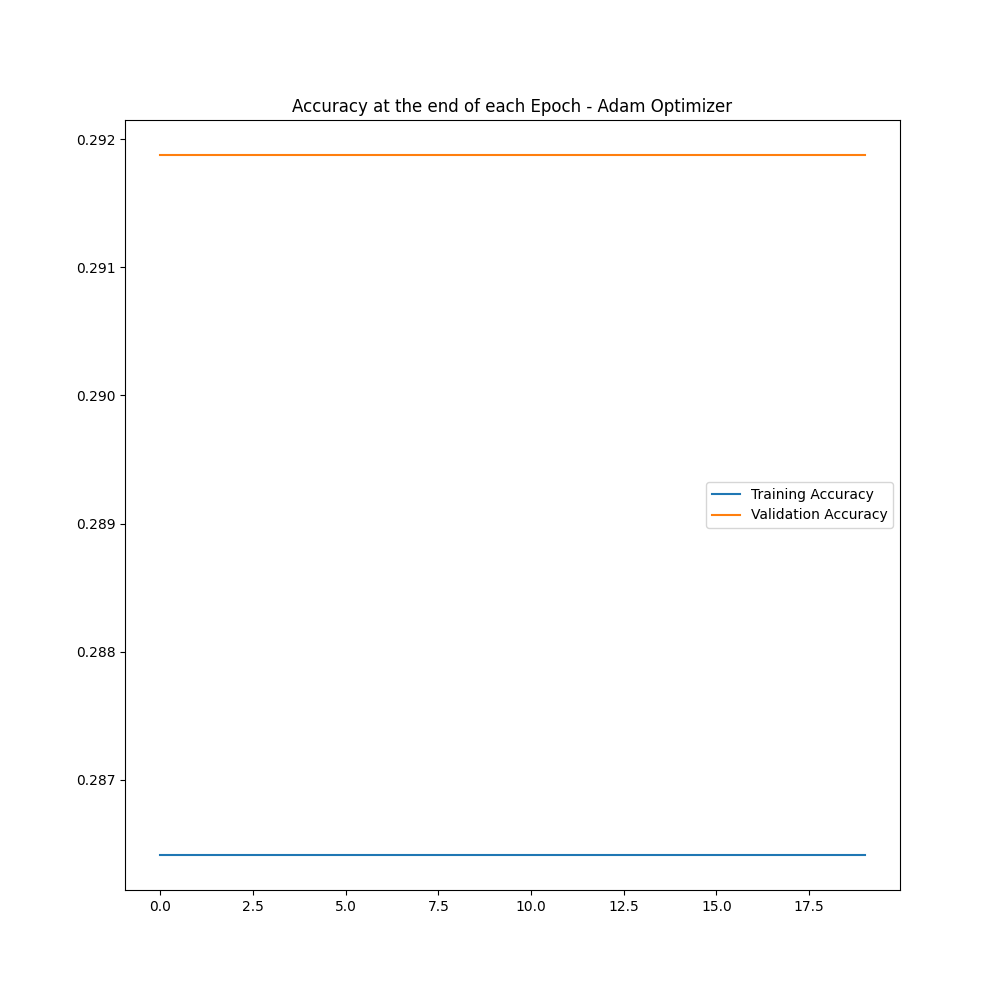 Accuracy at the end of each Epoch - Adam Optimizer
0.292
0.291
0.290
0.289
0.288
0.287
Training Accuracy
Validation Accuracy
0.0 2.5 5.0 7.5 10.0 12.5 15.0 17.5